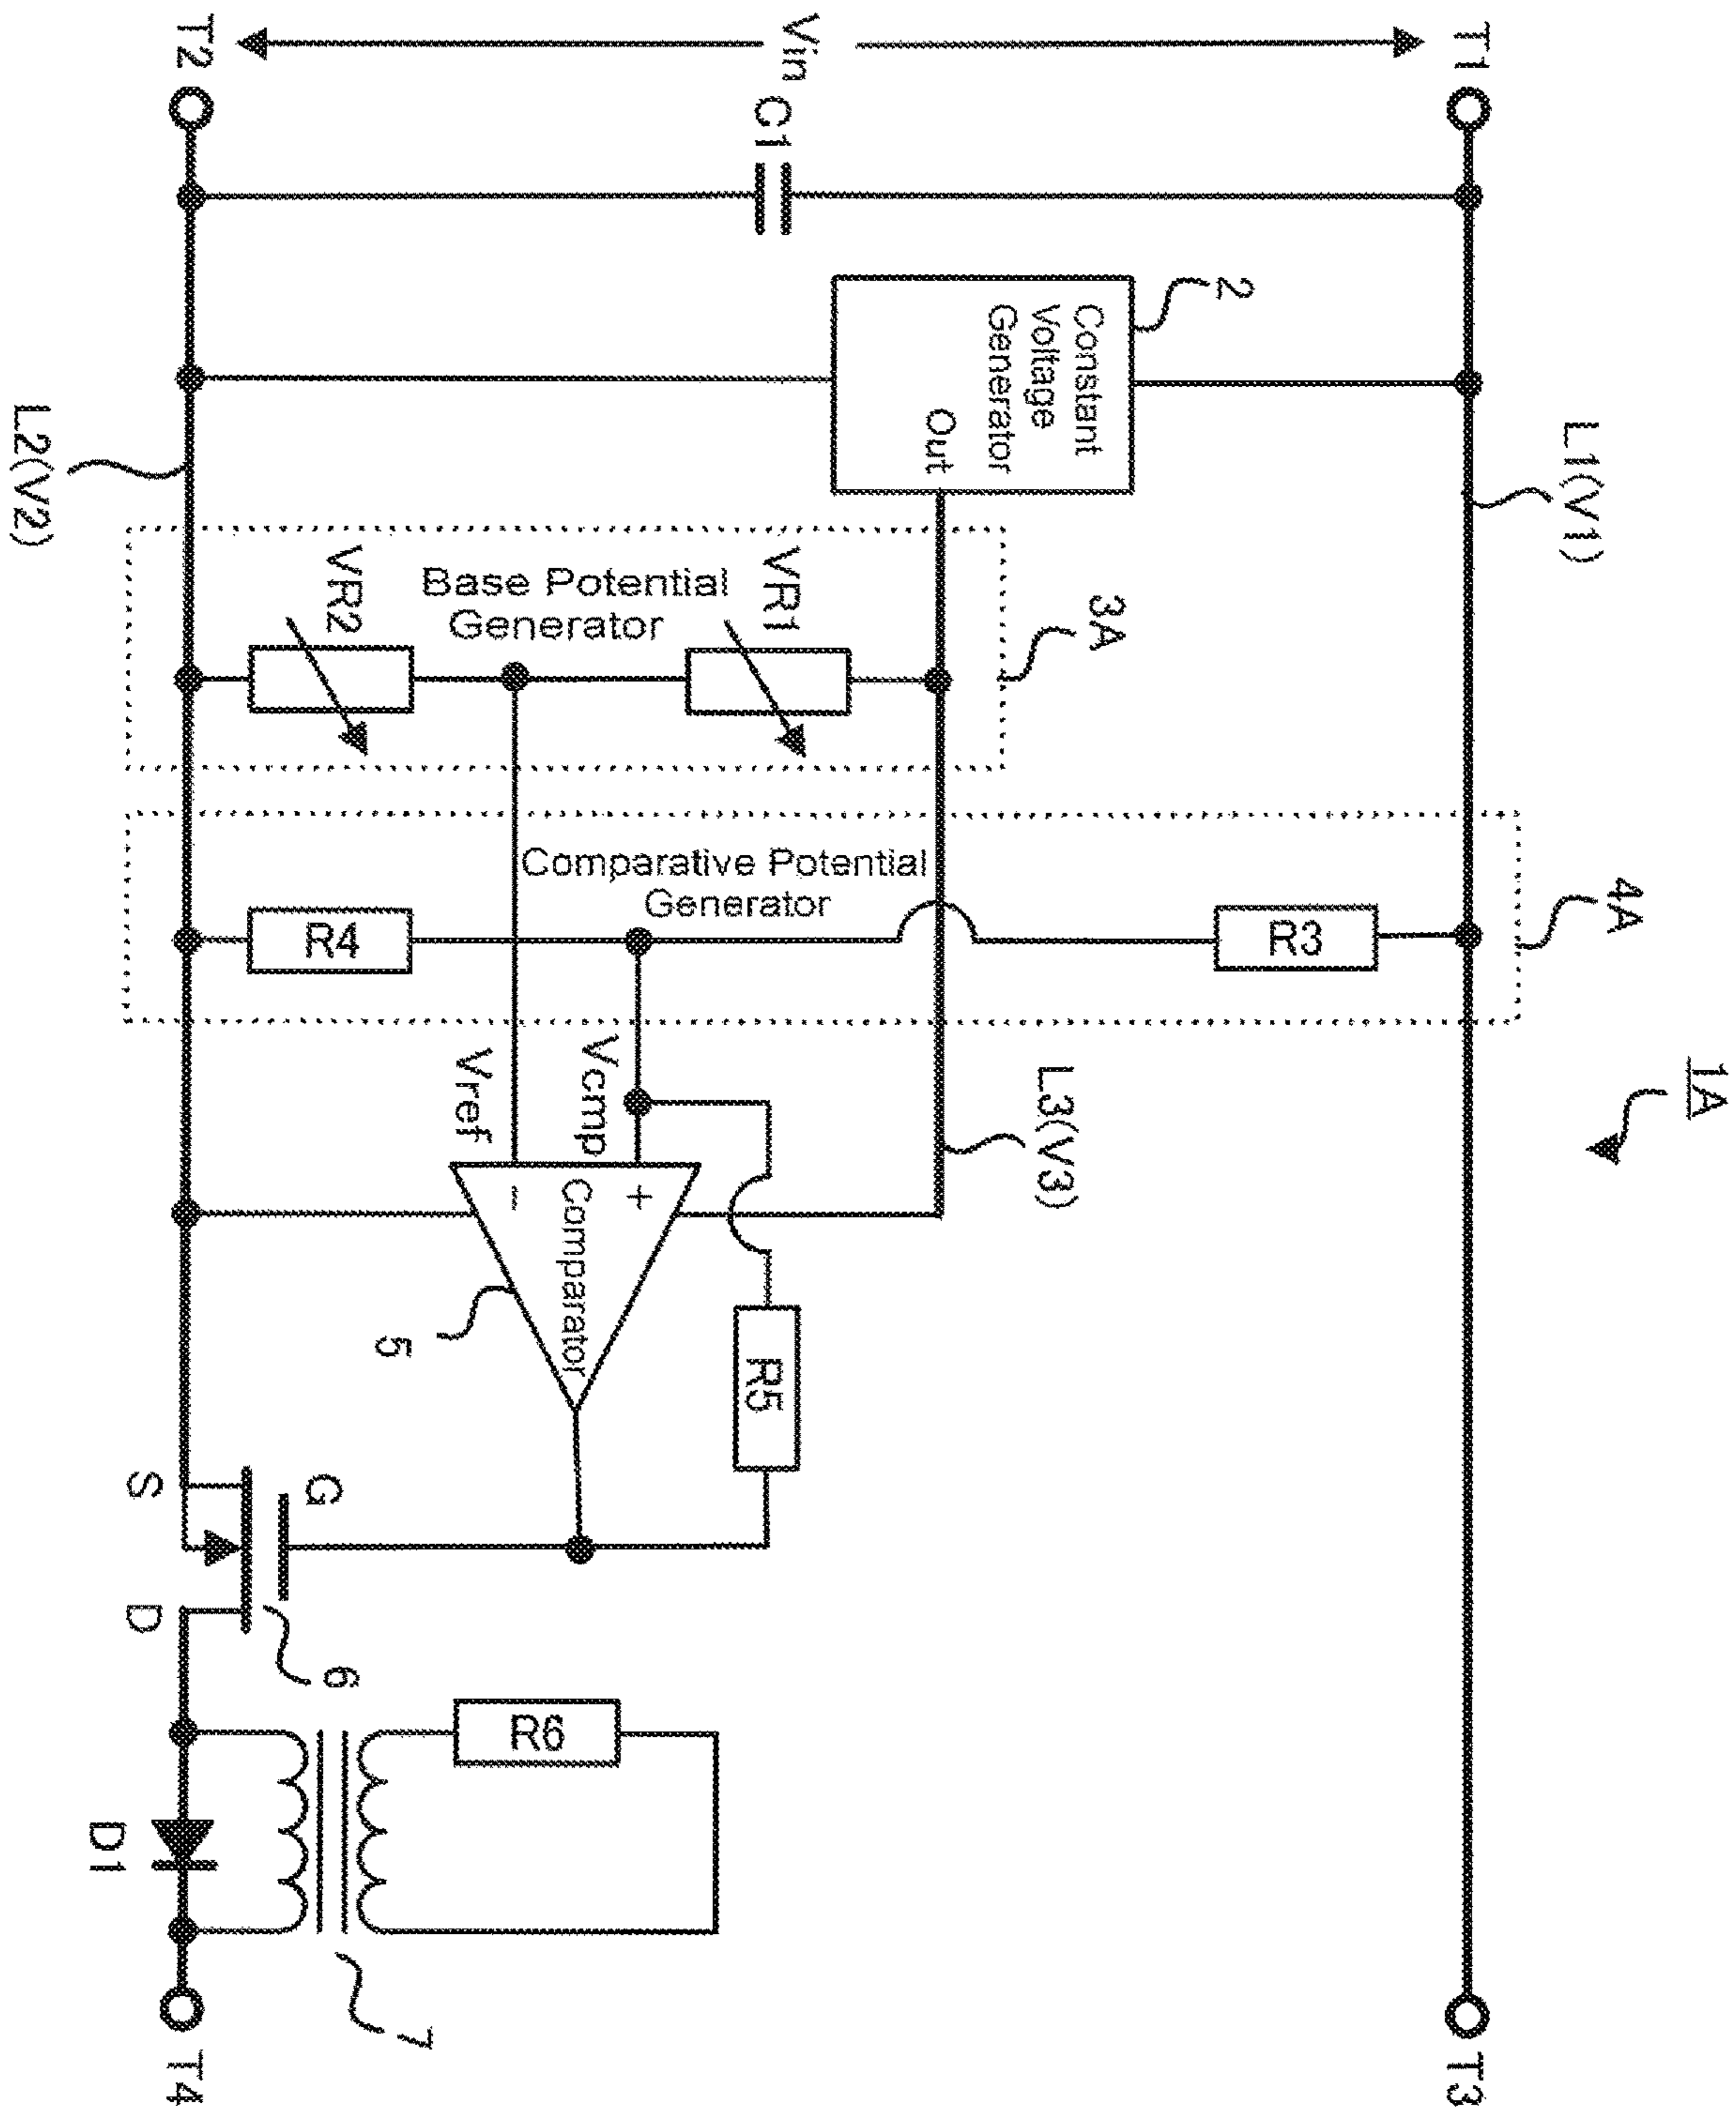 1A
T1
L1(V1)
T3
4A
R3
3A
L3(V3)
2
Constant
Voltage
Generator
Out
Vin
C1
VR1
Base Potential
Generator
VR2
Comparative Potential
Generator
R4
Vcmp
Vref
+
Comparator
-
5
R5
G
S
D
6
R6
7
D1
T2
L2(V2)
T4